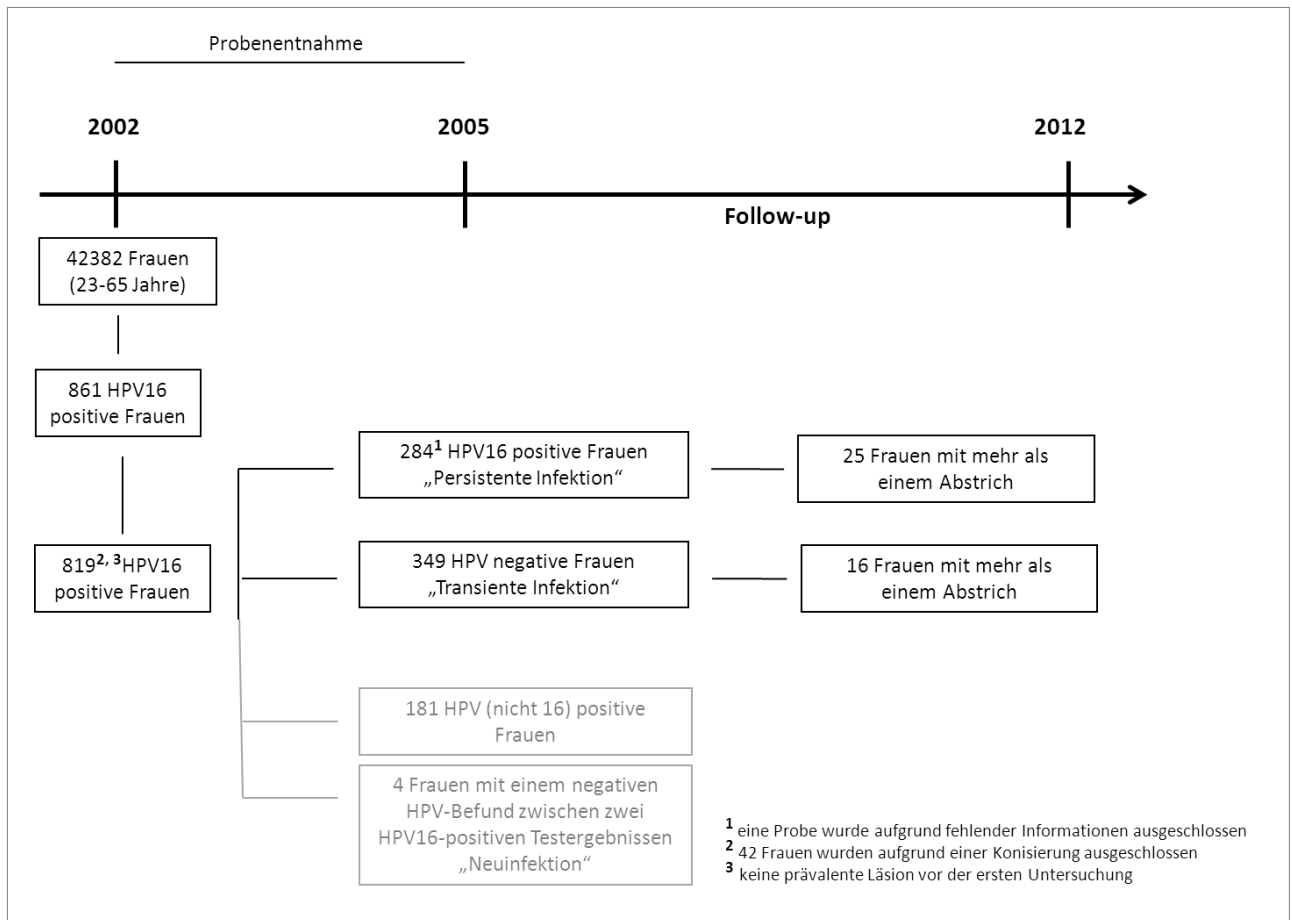 Probenentnahme
2002
2005
2012
Follow-up
42382 Frauen
(23-65 Jahre)
861 HPV16
positive Frauen
8192, 3HPV16
positive Frauen
2841 HPV16 positive Frauen
„Persistente Infektion“
25 Frauen mit mehr als
einem Abstrich
349 HPV negative Frauen
„Transiente Infektion“
16 Frauen mit mehr als
einem Abstrich
181 HPV (nicht 16) positive
Frauen
4 Frauen mit einem negativen
HPV-Befund zwischen zwei
HPV16-positiven Testergebnissen
„Neuinfektion“
1 eine Probe wurde aufgrund fehlender Informationen ausgeschlossen
2 42 Frauen wurden aufgrund einer Konisierung ausgeschlossen
3 keine prävalente Läsion vor der ersten Untersuchung